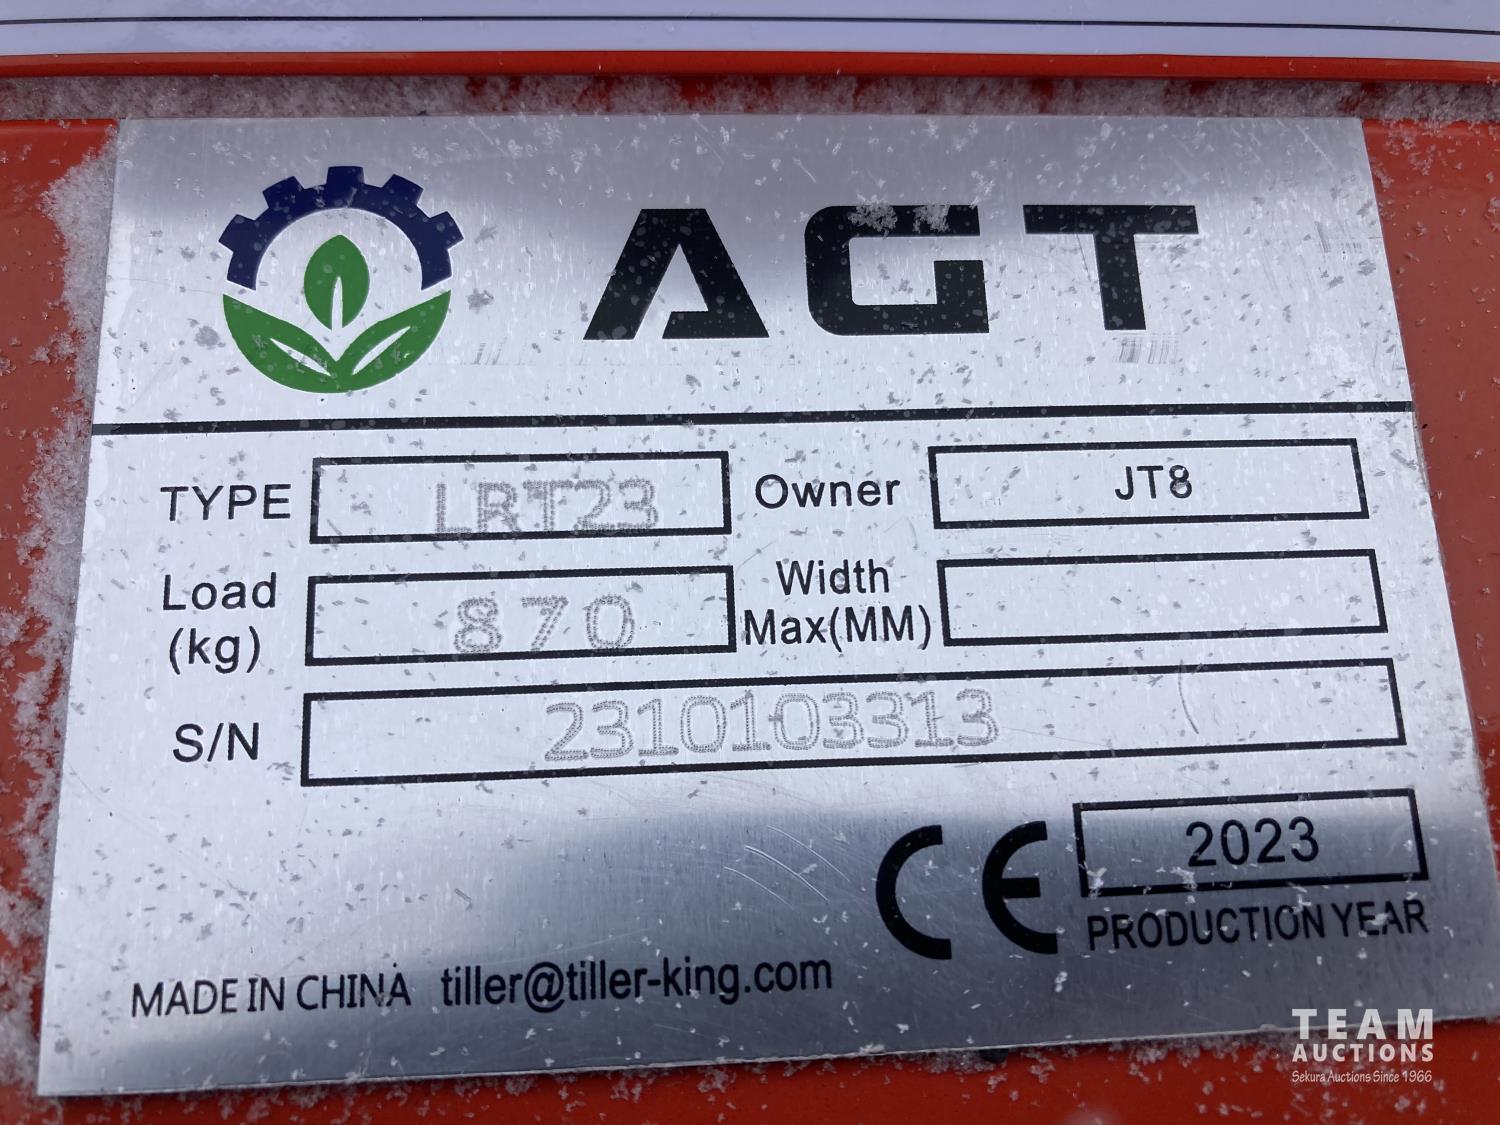 AGT
TYPE LRT23 Owner JT8
Load (kg) 870 Width Max(MM)
S/N 2310103313
CE 2023
PRODUCTION YEAR
MADE IN CHINA tiller@tiller-king.com
TEAM
AUCTIONS
Sekura Auctions Since 1966